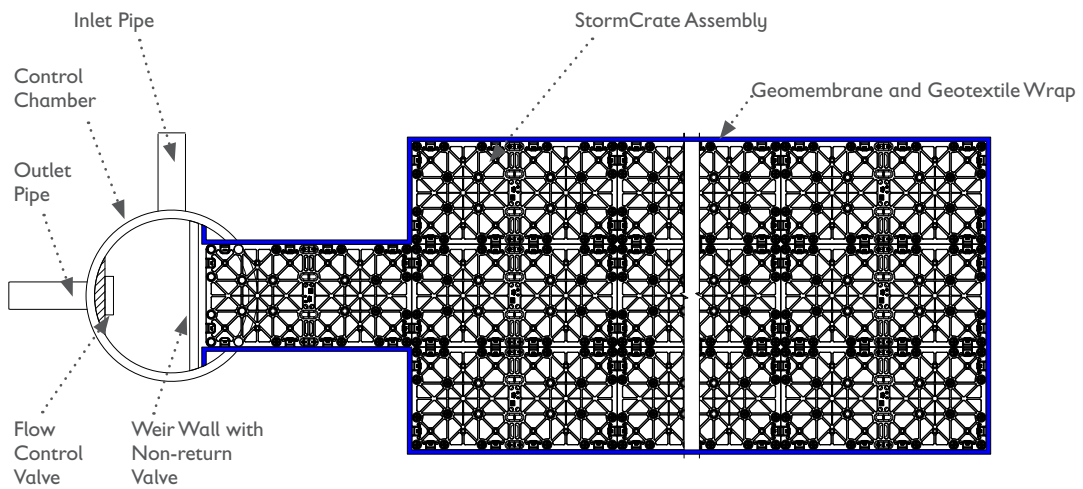 Inlet Pipe
StormCrate Assembly
Control
Chamber
Geomembrane and Geotextile Wrap
Outlet
Pipe
Flow
Control
Valve
Weir Wall with
Non-return
Valve